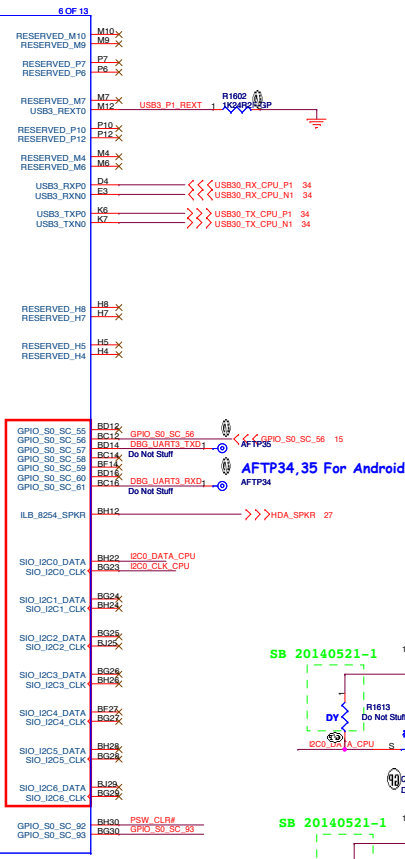 6 OF 13
RESERVED_M10 M10
RESERVED_M9 M9
RESERVED_P7 P7
RESERVED_P6 P6
RESERVED_M7 M7
USB3_REXT0 M12 USB3_P1_REXT 1 R1602
RESERVED_P10 P10
RESERVED_P12 P12
RESERVED_M4 M4
RESERVED_M6 M6
USB3_RXP0 D4 USB30_RX_CPU_P1 34
USB3_RXN0 E3 USB30_RX_CPU_N1 34
USB3_TXP0 K6 USB30_TX_CPU_P1 34
USB3_TXN0 K7 USB30_TX_CPU_N1 34
RESERVED_H8 H8
RESERVED_H7 H7
RESERVED_H5 H5
RESERVED_H4 H4
GPIO_S0_SC_55 BD12
GPIO_S0_SC_56 BC12 GPIO_S0_SC_56 GPIO_S0_SC_56 15
GPIO_S0_SC_57 BD14 DBG_UART3_TXD 1 AFTP35
GPIO_S0_SC_58 BC14 Do Not Stuff
GPIO_S0_SC_59 BF14
GPIO_S0_SC_60 BD16
GPIO_S0_SC_61 BC16 DBG_UART3_RXD 1 AFTP34
Do Not Stuff
AFTP34,35 For Android
ILB_8254_SPKR BH12 HDA_SPKR 27
SIO_I2C0_DATA BH22 I2C0_DATA_CPU
SIO_I2C0_CLK BG23 I2C0_CLK_CPU
SIO_I2C1_DATA BG24
SIO_I2C1_CLK BH24
SIO_I2C2_DATA BG25
SIO_I2C2_CLK BJ25
SIO_I2C3_DATA BG26
SIO_I2C3_CLK BH26
SIO_I2C4_DATA BF27
SIO_I2C4_CLK BG27
SIO_I2C5_DATA BH28
SIO_I2C5_CLK BG28
SIO_I2C6_DATA BJ29
SIO_I2C6_CLK BG29
GPIO_S0_SC_92 BH30 PSW_CLR#
GPIO_S0_SC_93 BG30 GPIO_S0_SC_93
SB 20140521-1
1
R1613
DY Do Not Stuff
I2C0_DATA_CPU S
SB 20140521-1